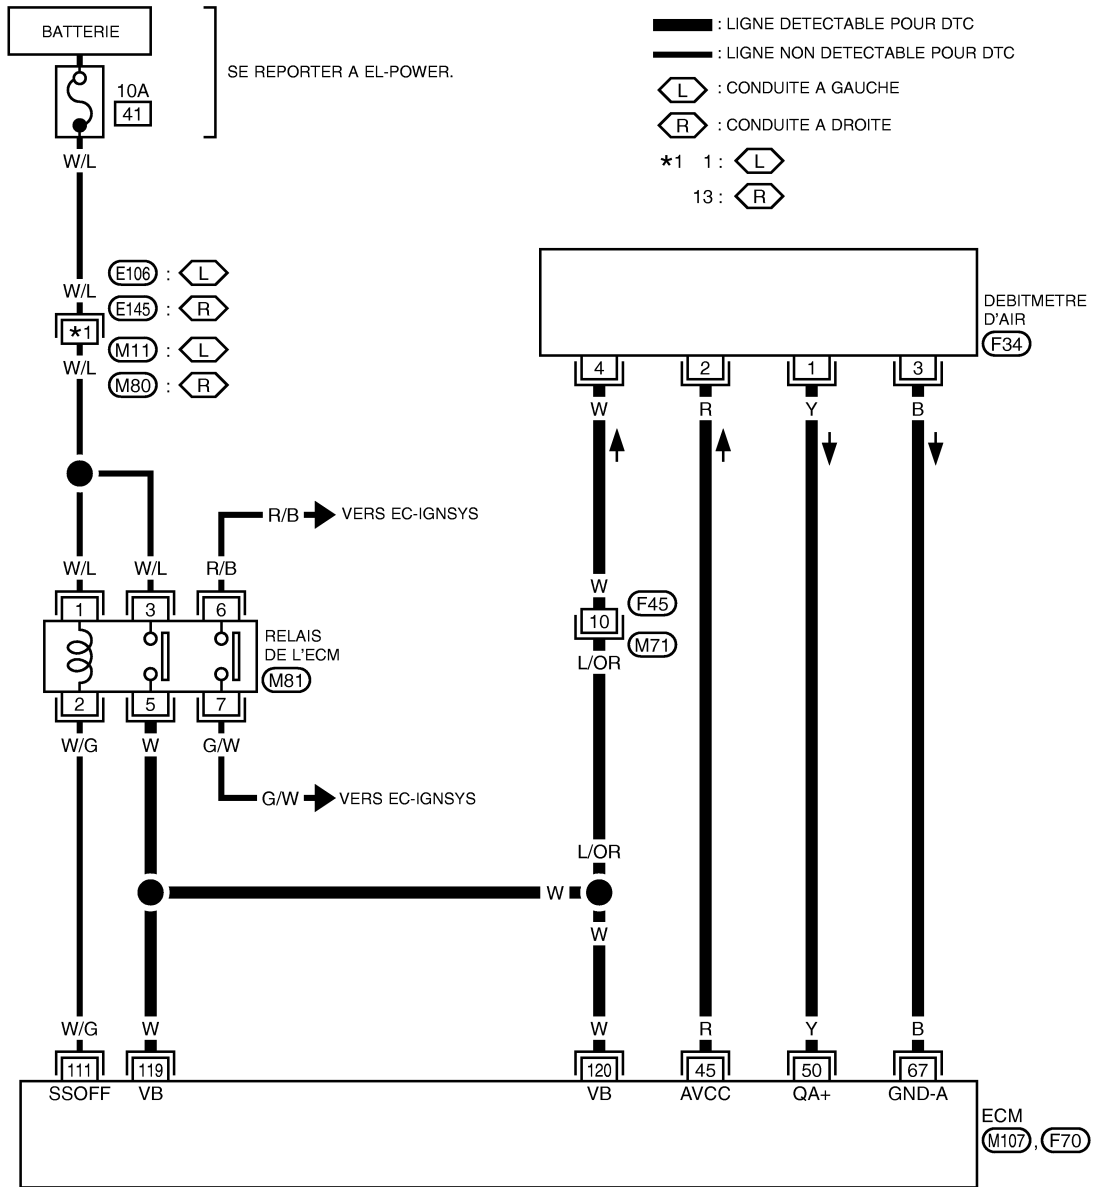 BATTERIE
10A
41
SE REPORTER A EL-POWER.
: LIGNE DETECTABLE POUR DTC
: LIGNE NON DETECTABLE POUR DTC
L : CONDUITE A GAUCHE
R : CONDUITE A DROITE
*1 1 : L
13 : R
W/L
W/L
*1
W/L
E106 : L
E145 : R
M11 : L
M80 : R
DEBITMETRE
D'AIR
F34
4 2 1 3
W R Y B
R/B VERS EC-IGNSYS
W/L W/L R/B
1 3 6
RELAIS
DE L'ECM
M81
2 5 7
W/G W G/W
G/W VERS EC-IGNSYS
W
10
F45
M71
L/OR
L/OR
W
W
W/G W W R Y B
111 119 120 45 50 67
SSOFF VB VB AVCC QA+ GND-A
ECM
M107 , F70